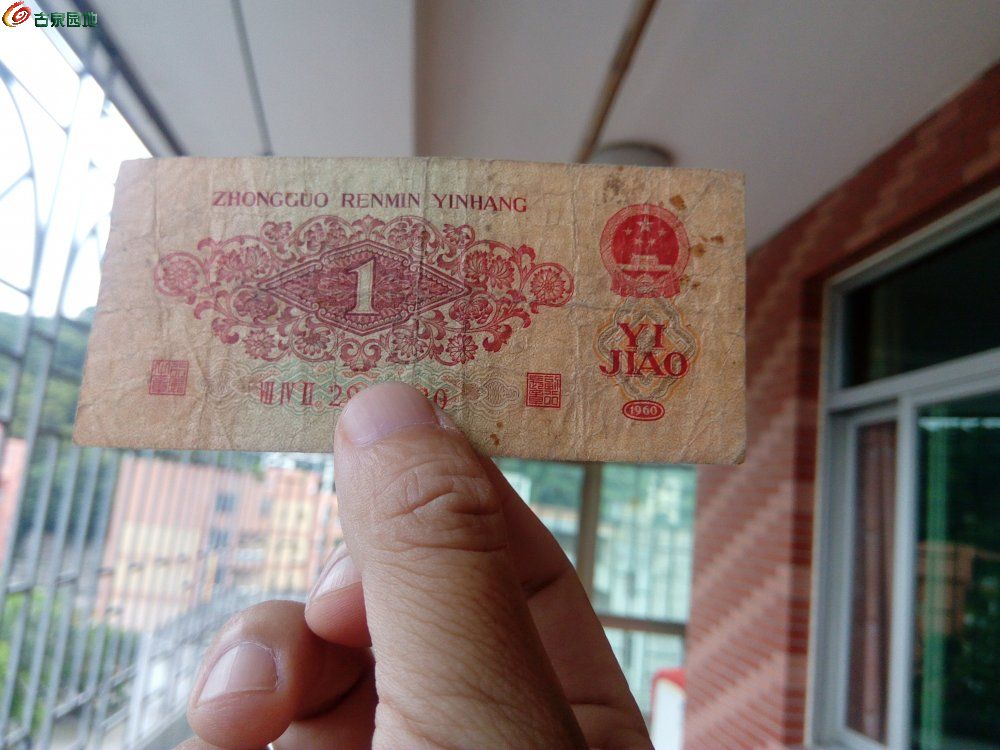 古泉园地
ZHONGGUO RENMIN YINHANG
1
YI
JIAO
1960